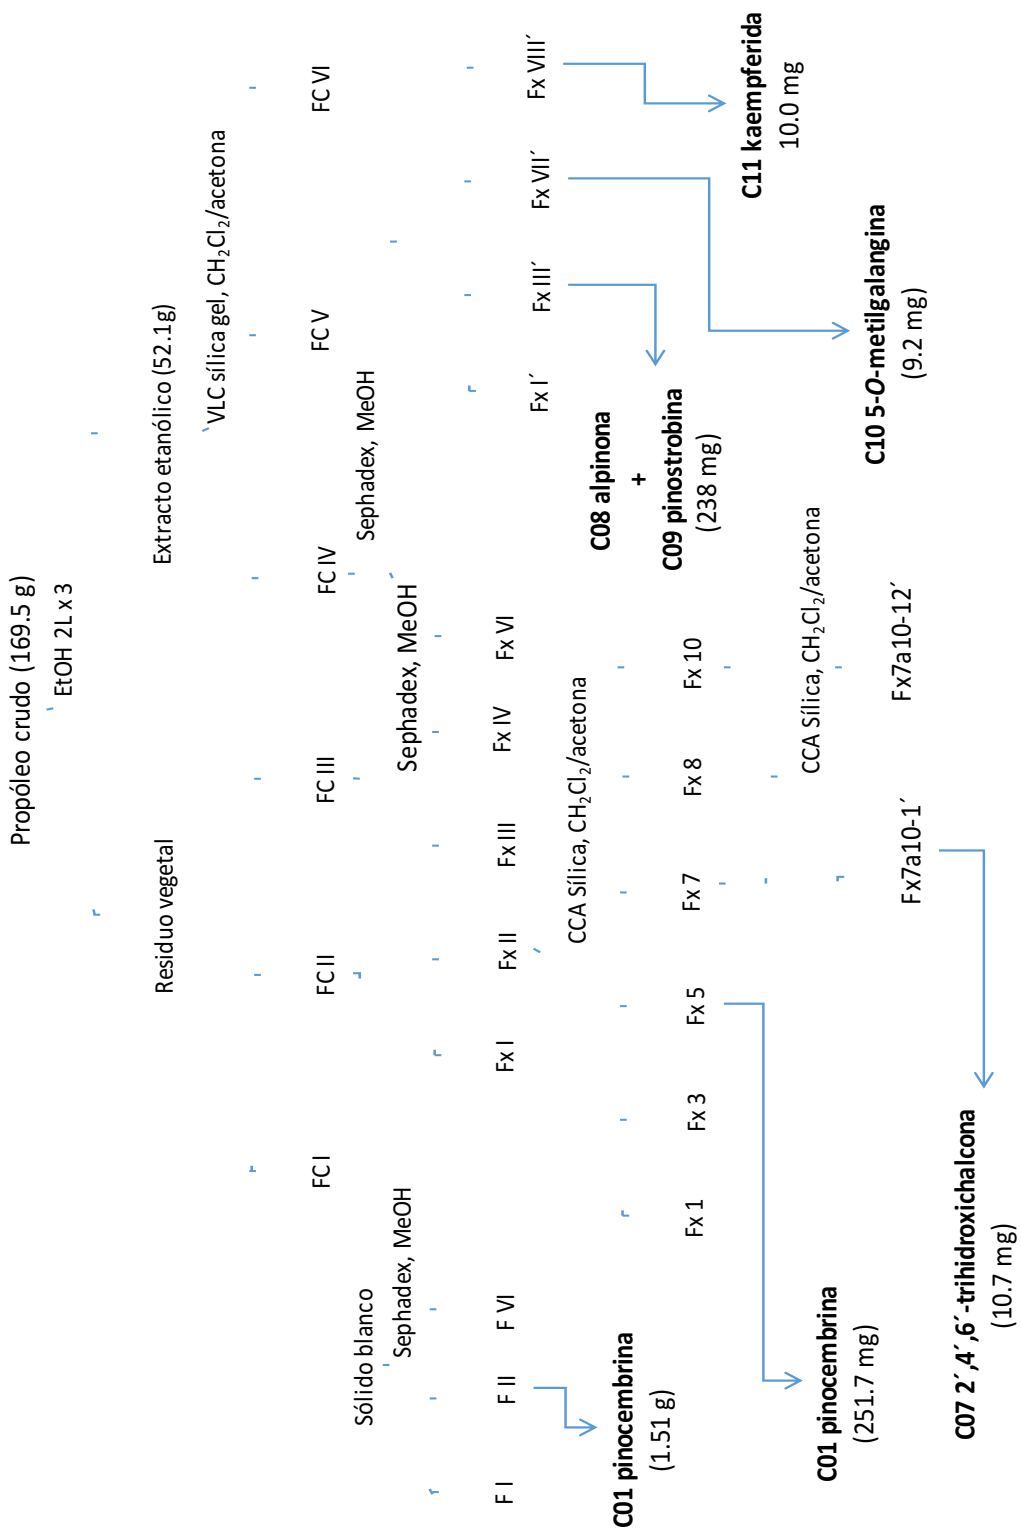 Propóleo crudo (169.5 g)
EtOH 2L x 3
Residuo vegetal
Extracto etanólico (52.1g)
VLC sílica gel, CH₂Cl₂/acetona
FC I
FC II
FC III
FC IV
FC V
FC VI
Sólido blanco
Sephadex, MeOH
Sephadex, MeOH
Sephadex, MeOH
F I
F II
F VI
Fx I
Fx II
Fx III
Fx IV
Fx VI
Fx I´
Fx III´
Fx VII´
Fx VIII´
C01 pinocembrina
(1.51 g)
CCA Sílica, CH₂Cl₂/acetona
C08 alpinona
+
C09 pinostrobina
(238 mg)
C11 kaempferida
10.0 mg
Fx 1
Fx 3
Fx 5
Fx 7
Fx 8
Fx 10
CCA Sílica, CH₂Cl₂/acetona
C10 5-O-metilgalangina
(9.2 mg)
C01 pinocembrina
(251.7 mg)
Fx7a10-1´
Fx7a10-12´
C07 2´,4´,6´-trihidroxichalcona
(10.7 mg)